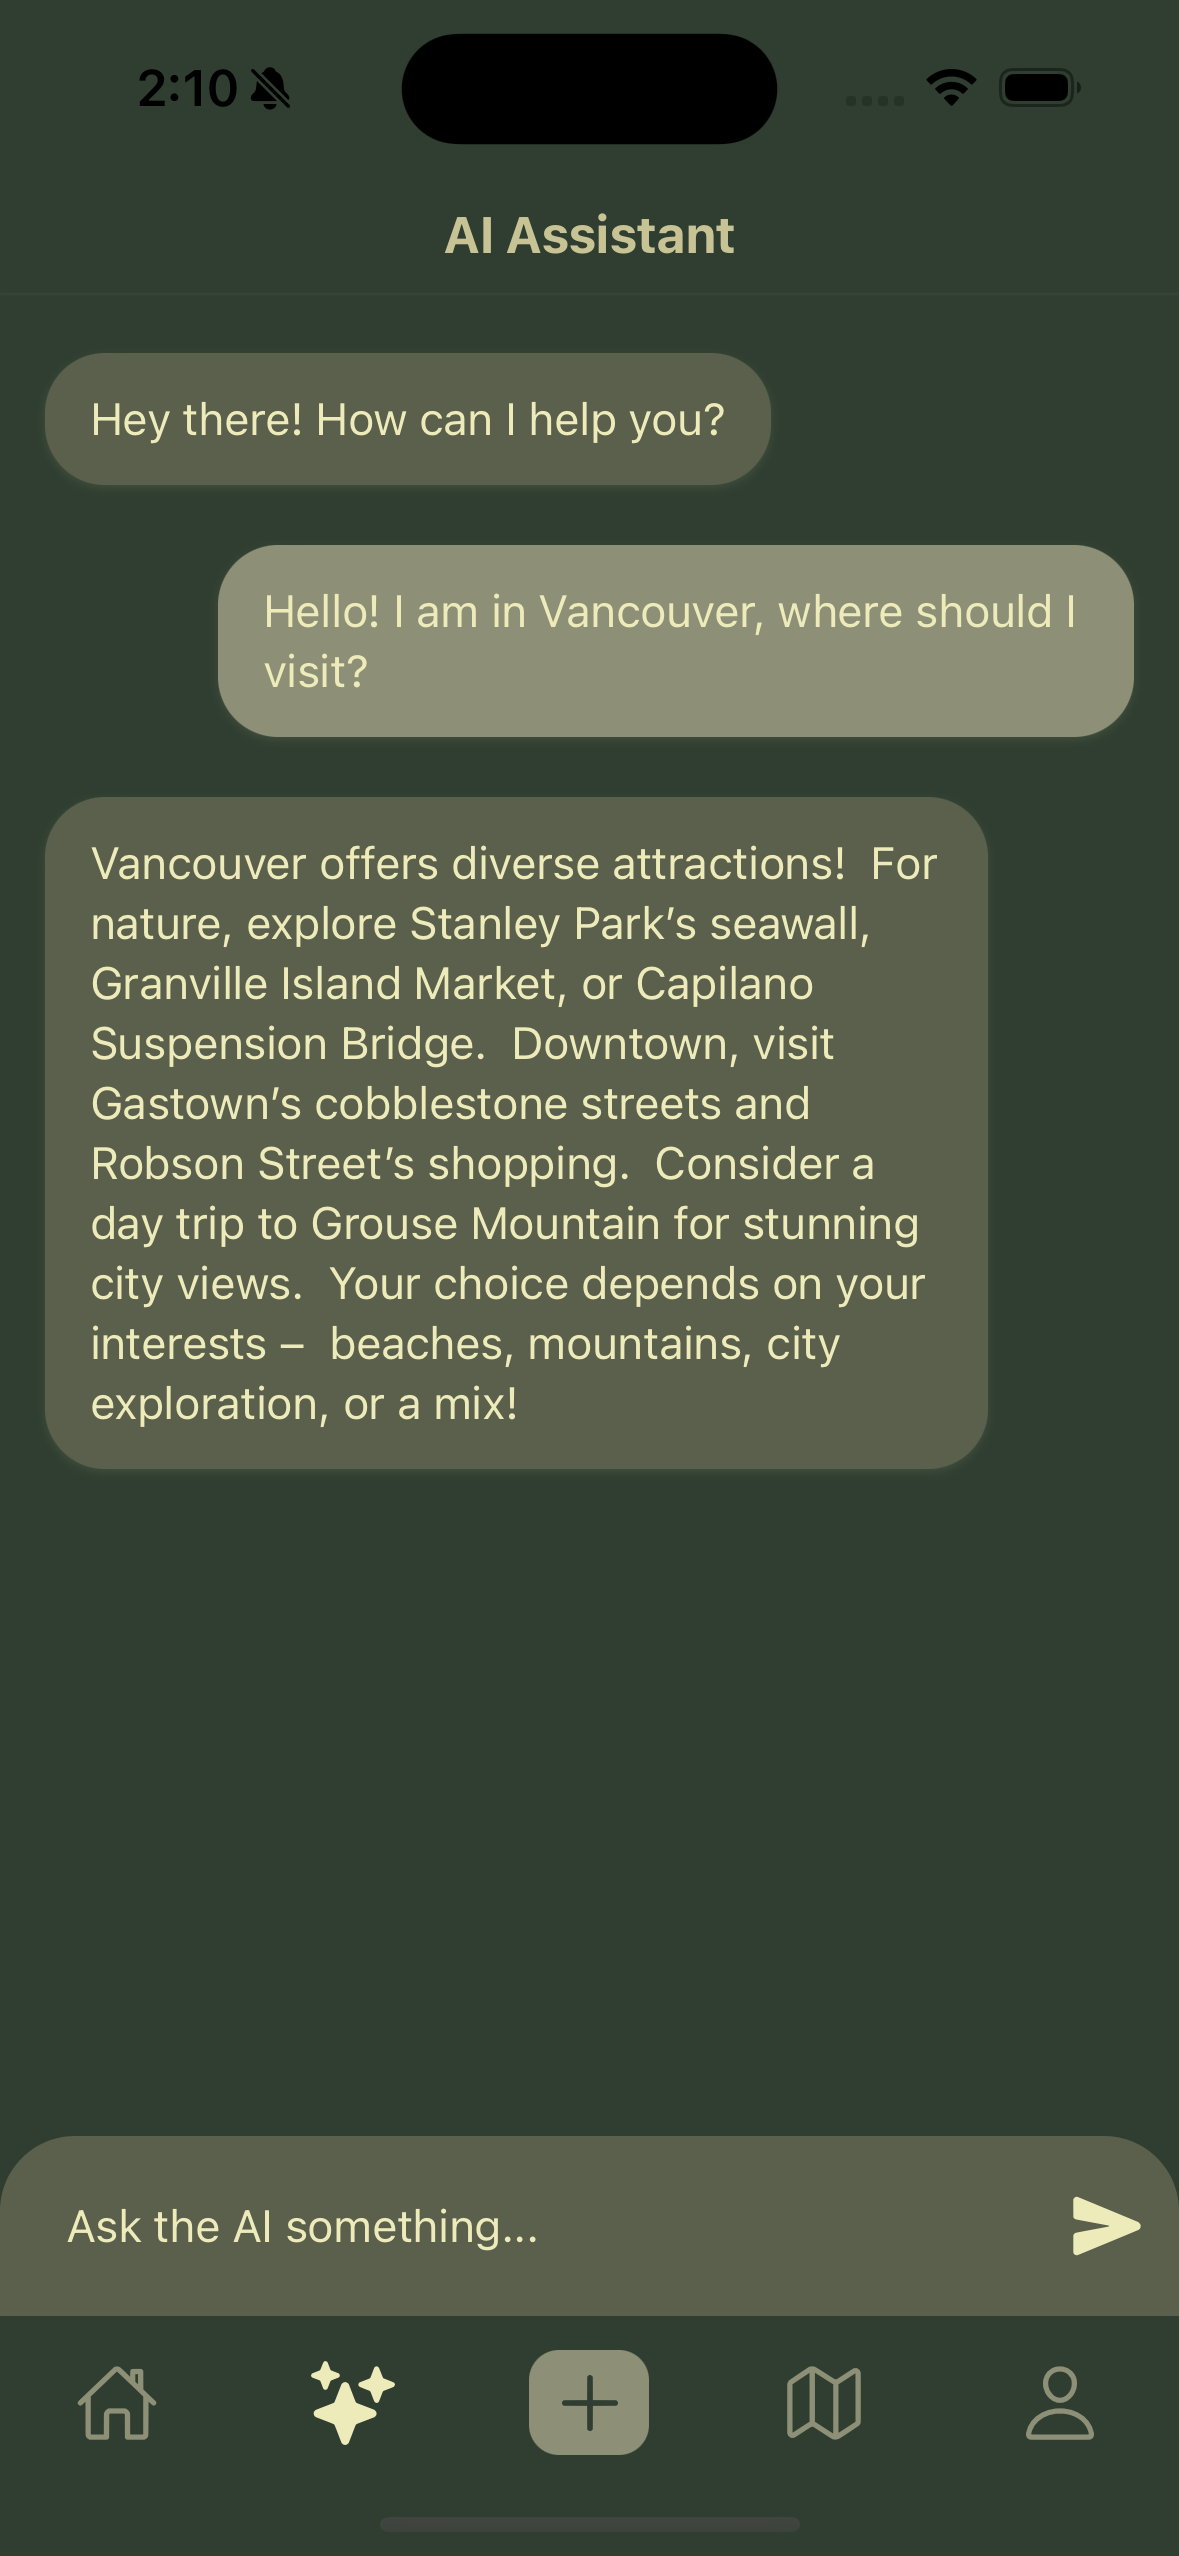 2:10
AI Assistant
Hey there! How can I help you?
Hello! I am in Vancouver, where should I
visit?
Vancouver offers diverse attractions!  For
nature, explore Stanley Park’s seawall,
Granville Island Market, or Capilano
Suspension Bridge.  Downtown, visit
Gastown’s cobblestone streets and
Robson Street’s shopping.  Consider a
day trip to Grouse Mountain for stunning
city views.  Your choice depends on your
interests –  beaches, mountains, city
exploration, or a mix!
Ask the AI something...